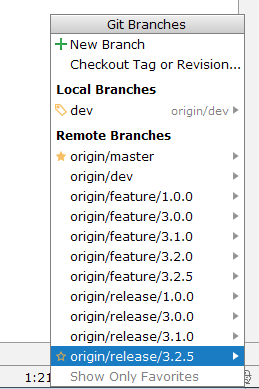 Git Branches
New Branch
Checkout Tag or Revision...
Local Branches
dev origin/dev
Remote Branches
origin/master
origin/dev
origin/feature/1.0.0
origin/feature/3.0.0
origin/feature/3.1.0
origin/feature/3.2.0
origin/feature/3.2.5
origin/release/1.0.0
origin/release/3.0.0
origin/release/3.1.0
origin/release/3.2.5
1:21
Show Only Favorites